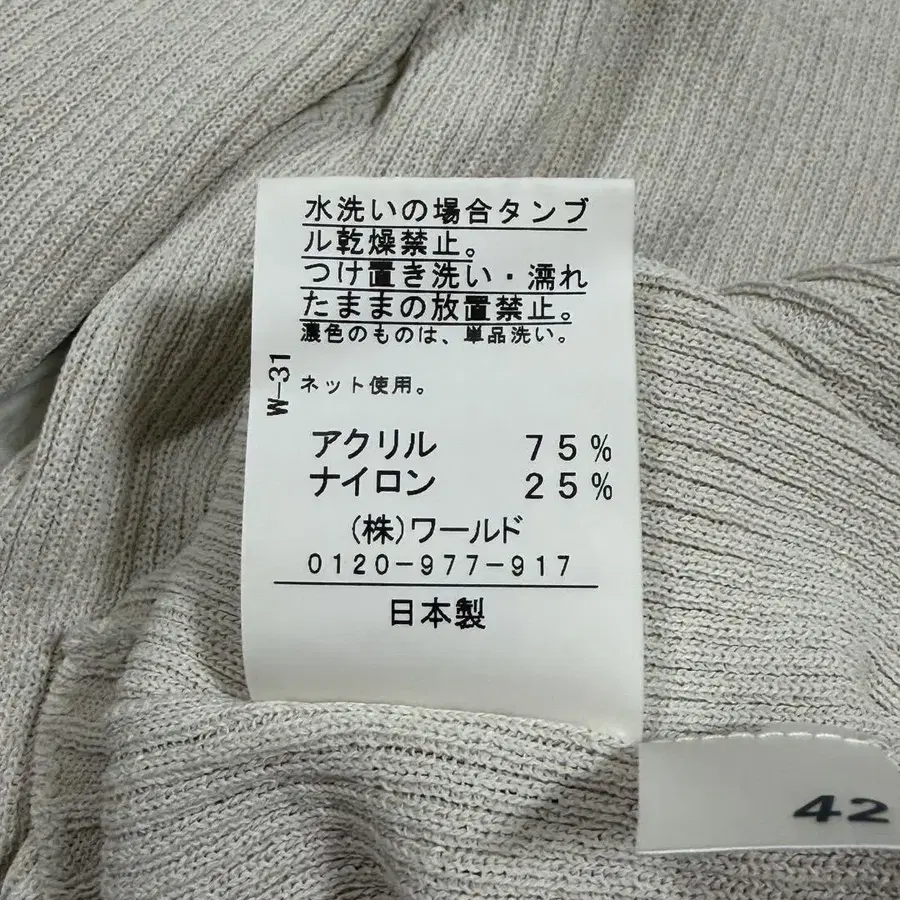 水洗いの場合タンブ
ル乾燥禁止。
つけ置き洗い・濡れ
たままの放置禁止。
濃色のものは、単品洗い。
W-31
ネット使用。
アクリル 75%
ナイロン 25%
(株)ワールド
0120-977-917
日本製
42